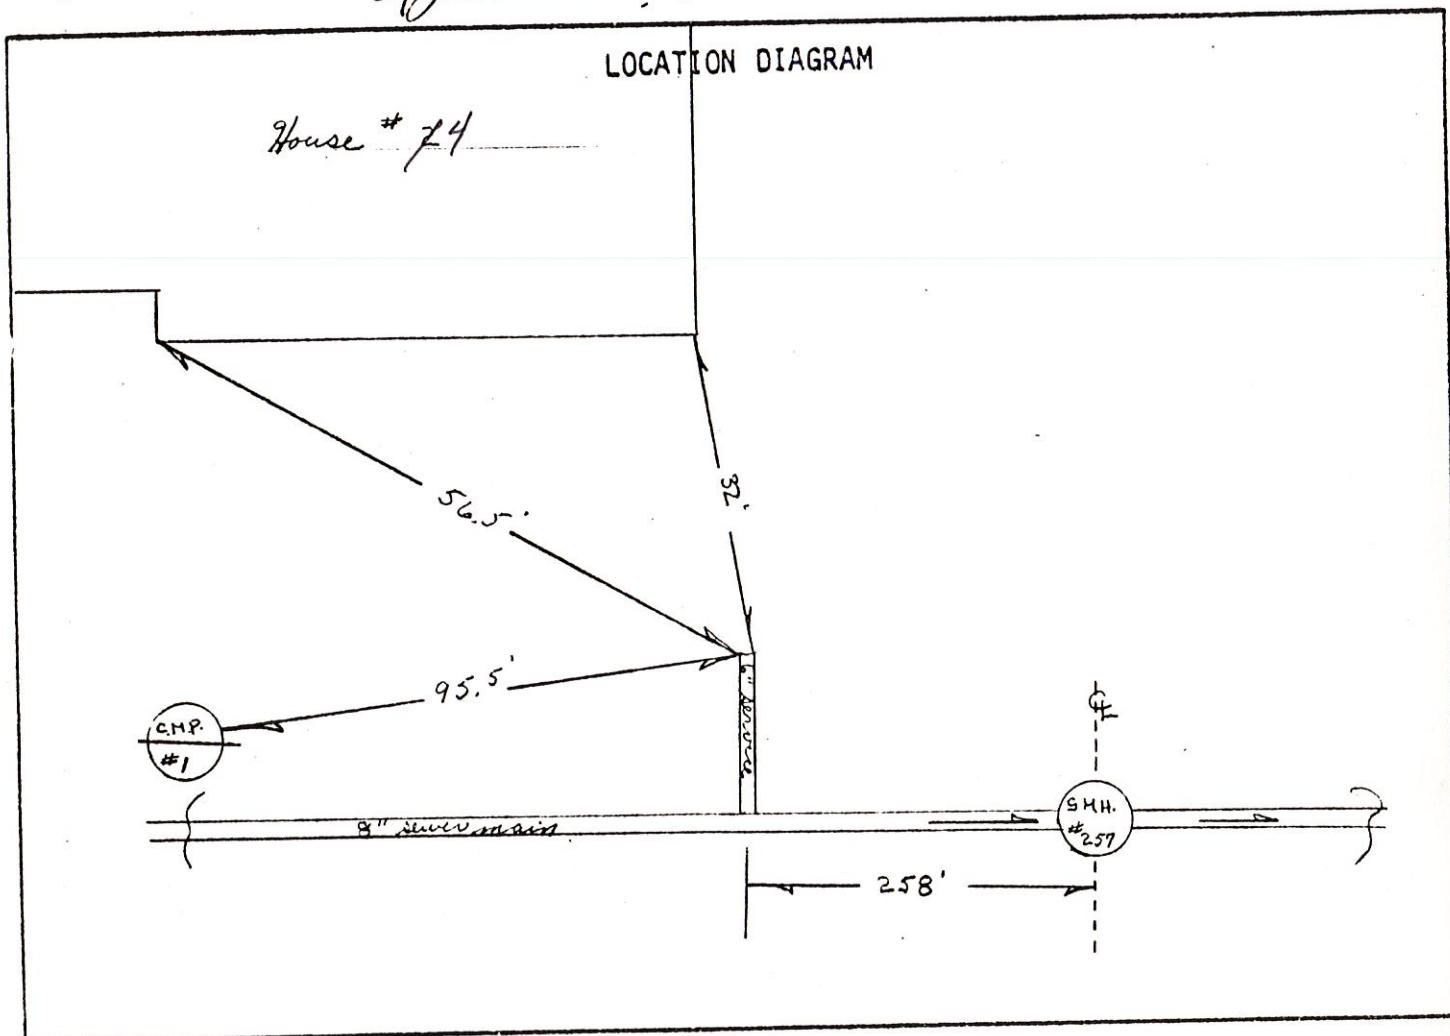 LOCATION DIAGRAM
House # 74
56.5'
32'
95.5'
6" service
C.M.P.
#1
8" sewer main
S.M.H.
#257
℄
258'